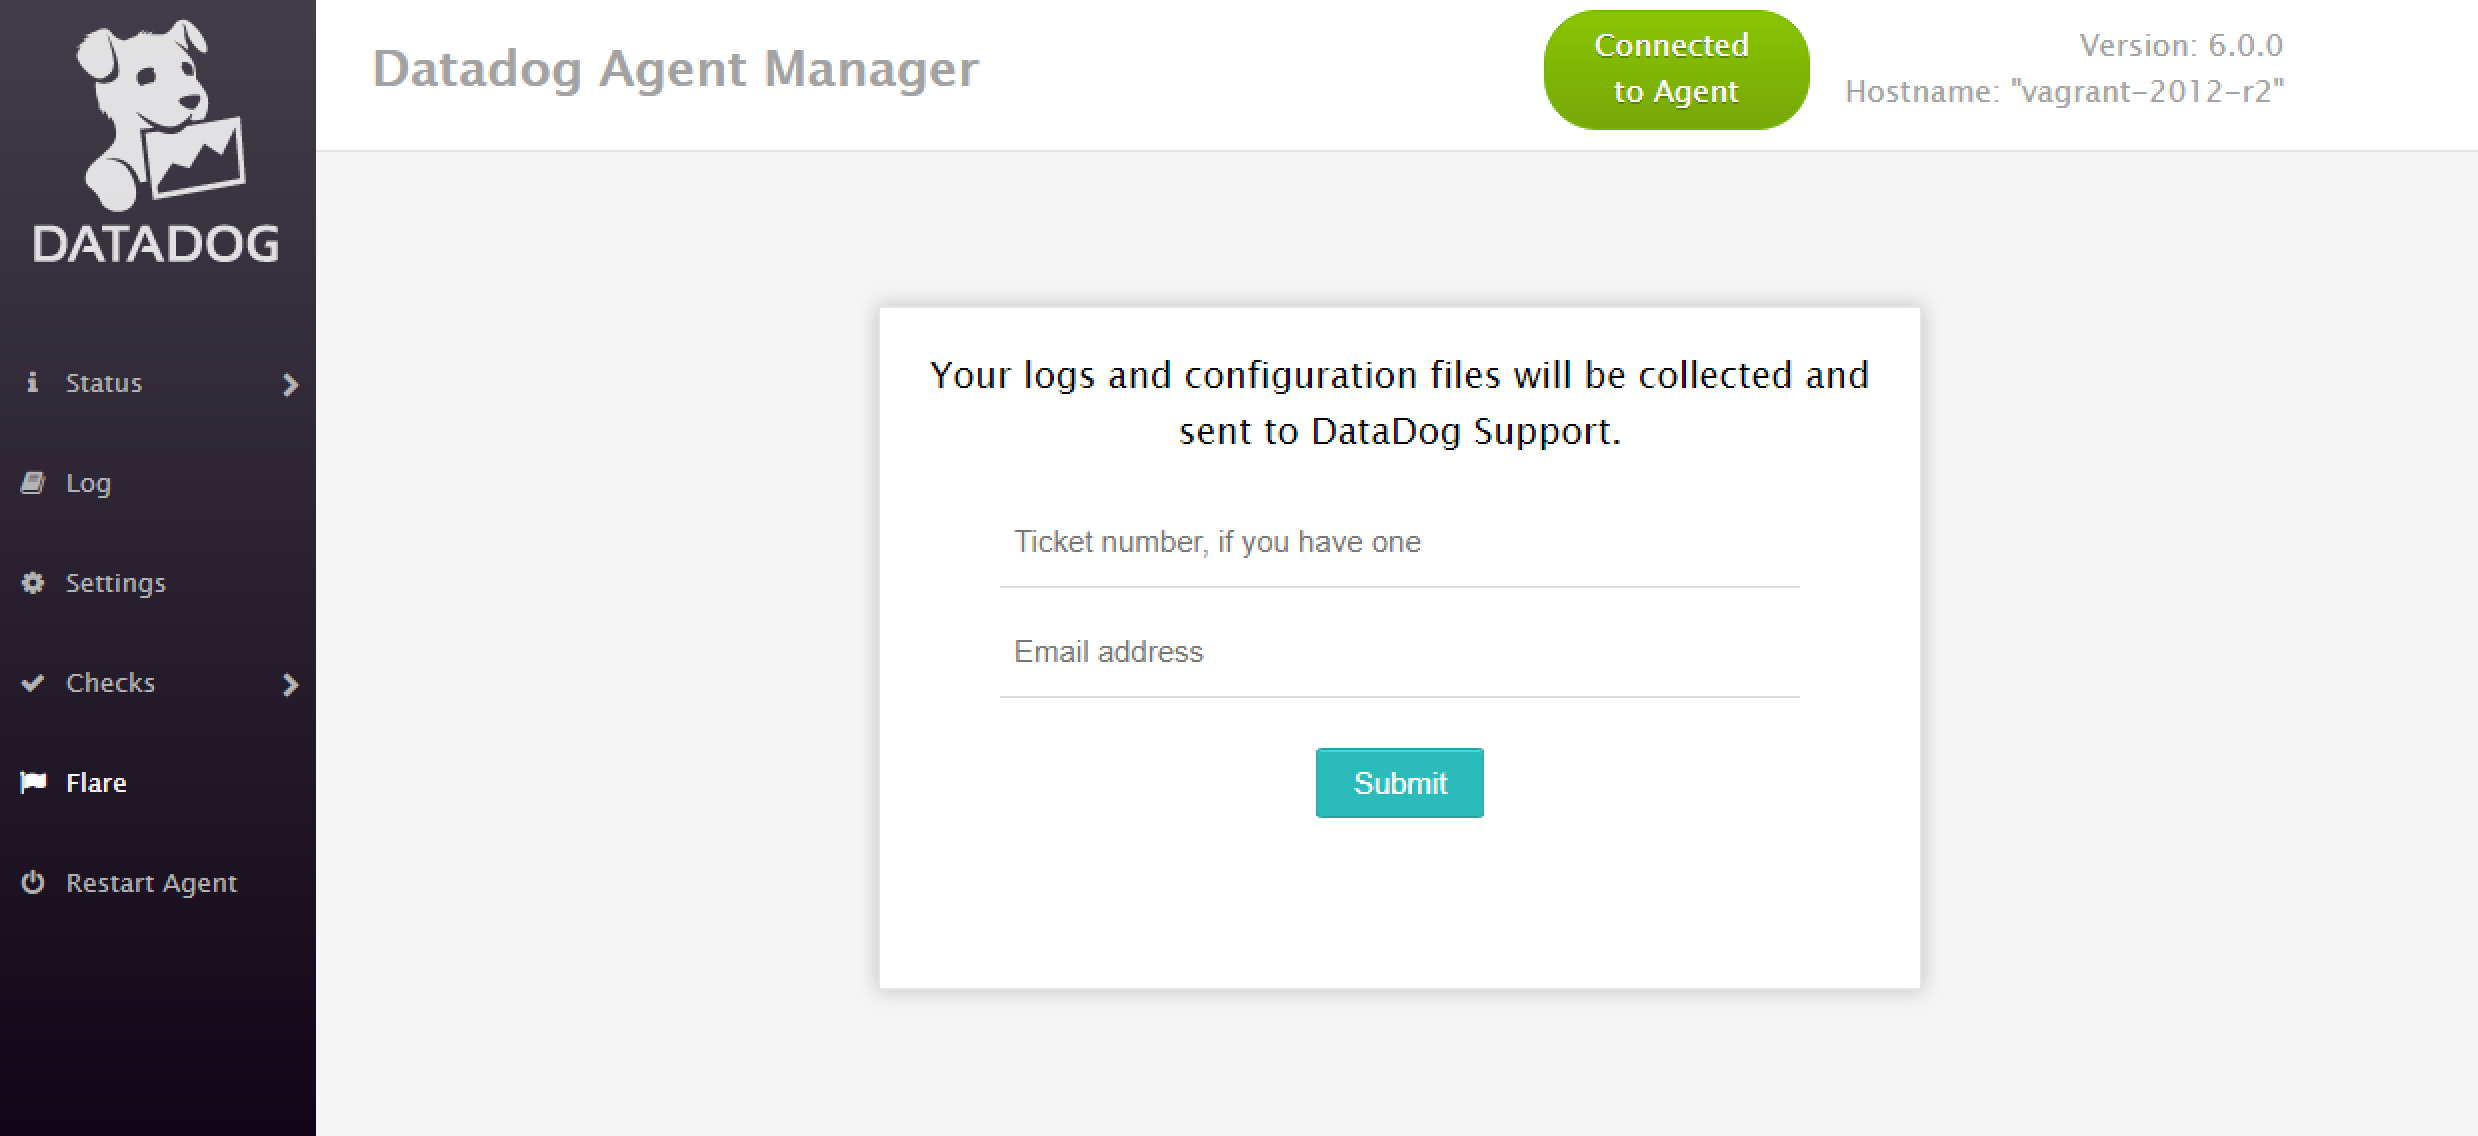 DATADOG
Status
Log
Settings
Checks
Flare
Restart Agent
Datadog Agent Manager
Connected
to Agent
Version: 6.0.0
Hostname: "vagrant-2012-r2"
Your logs and configuration files will be collected and
sent to DataDog Support.
Ticket number, if you have one
Email address
Submit